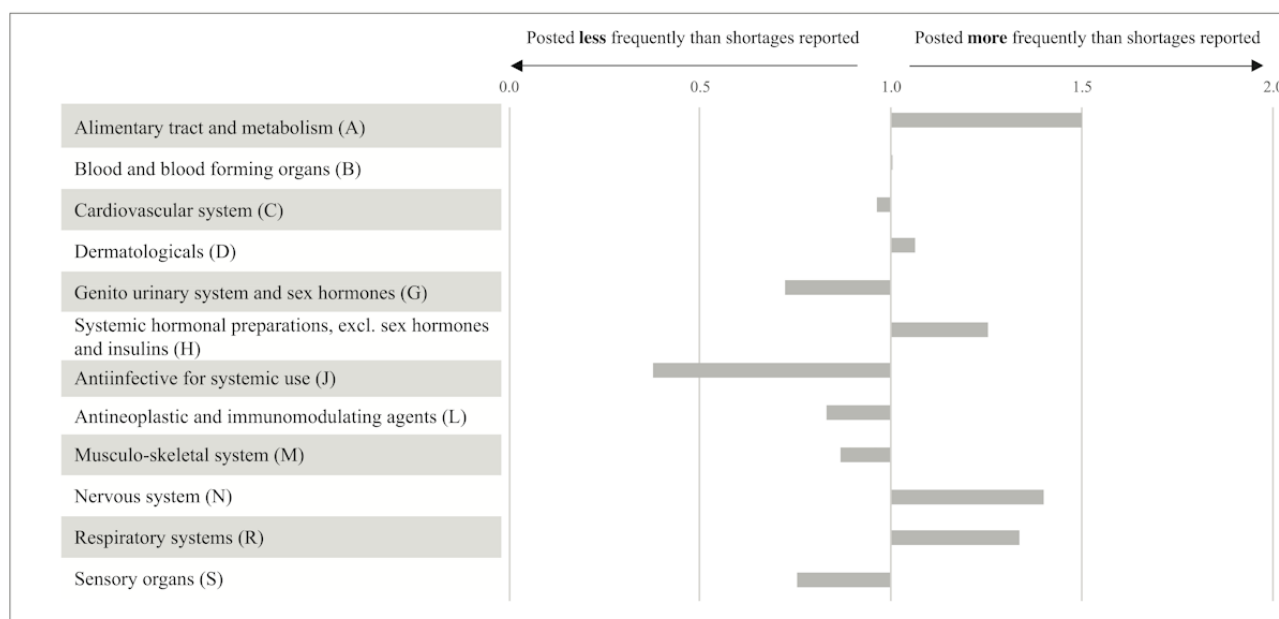 Posted less frequently than shortages reported
Posted more frequently than shortages reported
0.0 0.5 1.0 1.5 2.0
Alimentary tract and metabolism (A)
Blood and blood forming organs (B)
Cardiovascular system (C)
Dermatologicals (D)
Genito urinary system and sex hormones (G)
Systemic hormonal preparations, excl. sex hormones
and insulins (H)
Antiinfective for systemic use (J)
Antineoplastic and immunomodulating agents (L)
Musculo-skeletal system (M)
Nervous system (N)
Respiratory systems (R)
Sensory organs (S)